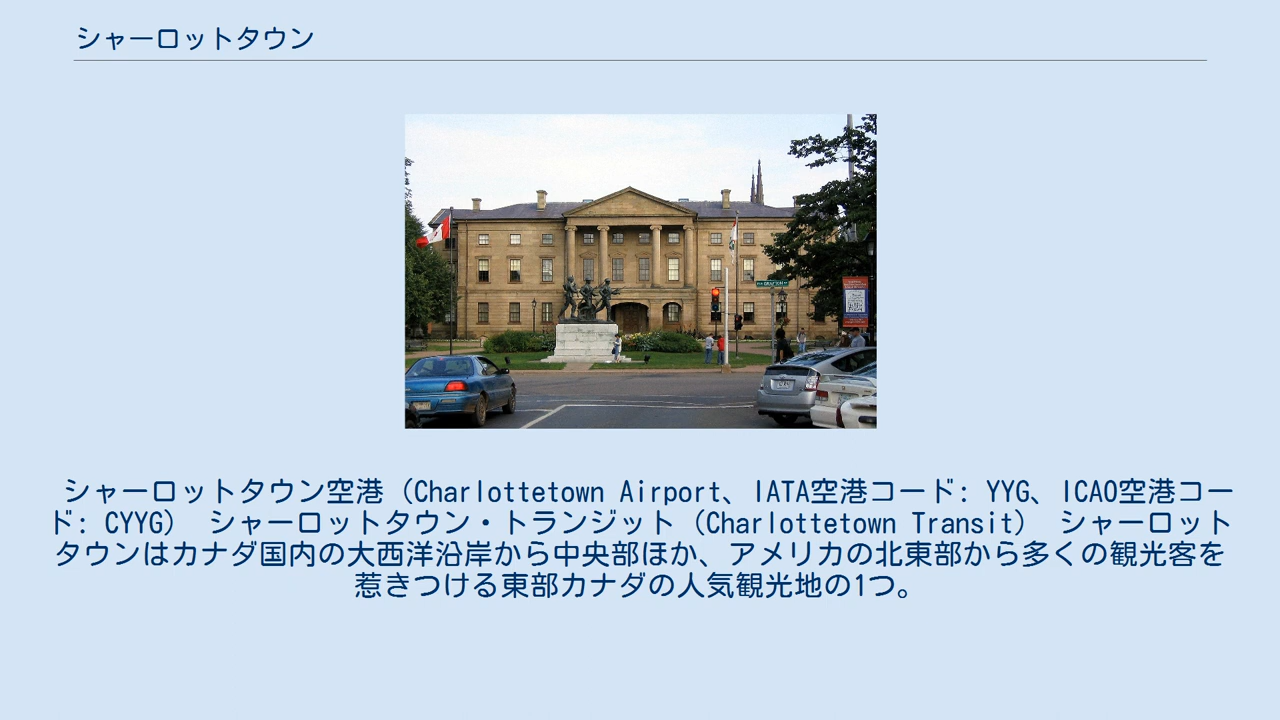 シャーロットタウン
シャーロットタウン空港（Charlottetown Airport、IATA空港コード: YYG、ICAO空港コー
ド: CYYG） シャーロットタウン・トランジット（Charlottetown Transit） シャーロット
タウンはカナダ国内の大西洋沿岸から中央部ほか、アメリカの北東部から多くの観光客を
惹きつける東部カナダの人気観光地の1つ。